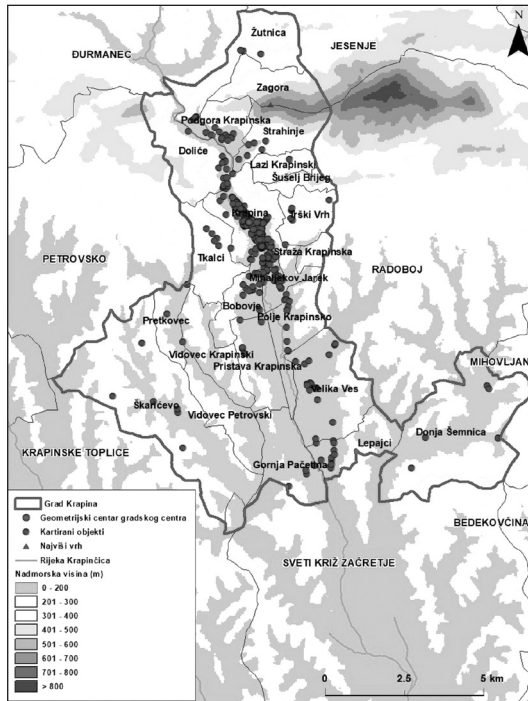 N
Žutnica
JESENJE
ĐURMANEC
Zagora
Podgora Krapinska
Strahinje
Doliće
Lazi Krapinski
Šušelj Brijeg
Krapina
Trški Vrh
Tkalci
Straža Krapinska
PETROVSKO
RADOBOJ
Mihaljekov Jarek
Bobovje
Polje Krapinsko
Pretkovec
Vidovec Krapinski
MIHOVLJAN
Pristava Krapinska
Velika Ves
Škarićevo
Vidovec Petrovski
Donja Šemnica
Lepajci
KRAPINSKE TOPLICE
Gornja Pačetina
Grad Krapina
Geometrijski centar gradskog centra
Kartirani objekti
Najviši vrh
Rijeka Krapinčica
Nadmorska visina (m)
0 - 200
201 - 300
301 - 400
401 - 500
501 - 600
601 - 700
701 - 800
> 800
BEDEKOVČINA
SVETI KRIŽ ZAČRETJE
0 2.5 5 km